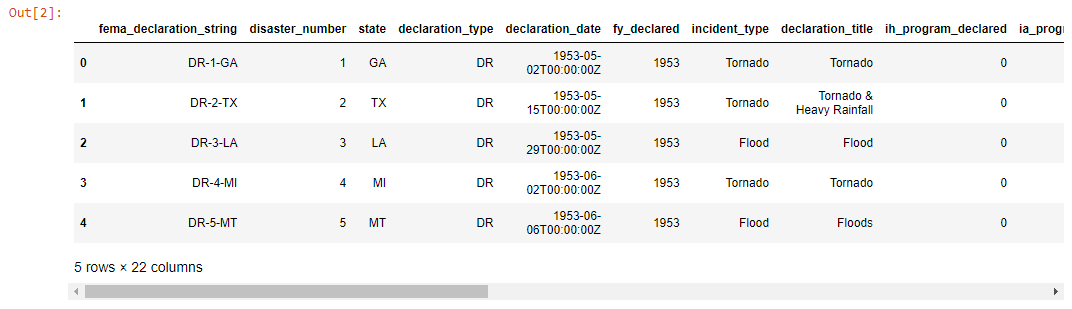 Out[2]:
fema_declaration_string disaster_number state declaration_type declaration_date fy_declared incident_type declaration_title ih_program_declared ia_prog
0 DR-1-GA 1 GA DR 1953-05-02T00:00:00Z 1953 Tornado Tornado 0
1 DR-2-TX 2 TX DR 1953-05-15T00:00:00Z 1953 Tornado Tornado & Heavy Rainfall 0
2 DR-3-LA 3 LA DR 1953-05-29T00:00:00Z 1953 Flood Flood 0
3 DR-4-MI 4 MI DR 1953-06-02T00:00:00Z 1953 Tornado Tornado 0
4 DR-5-MT 5 MT DR 1953-06-06T00:00:00Z 1953 Flood Floods 0
5 rows × 22 columns